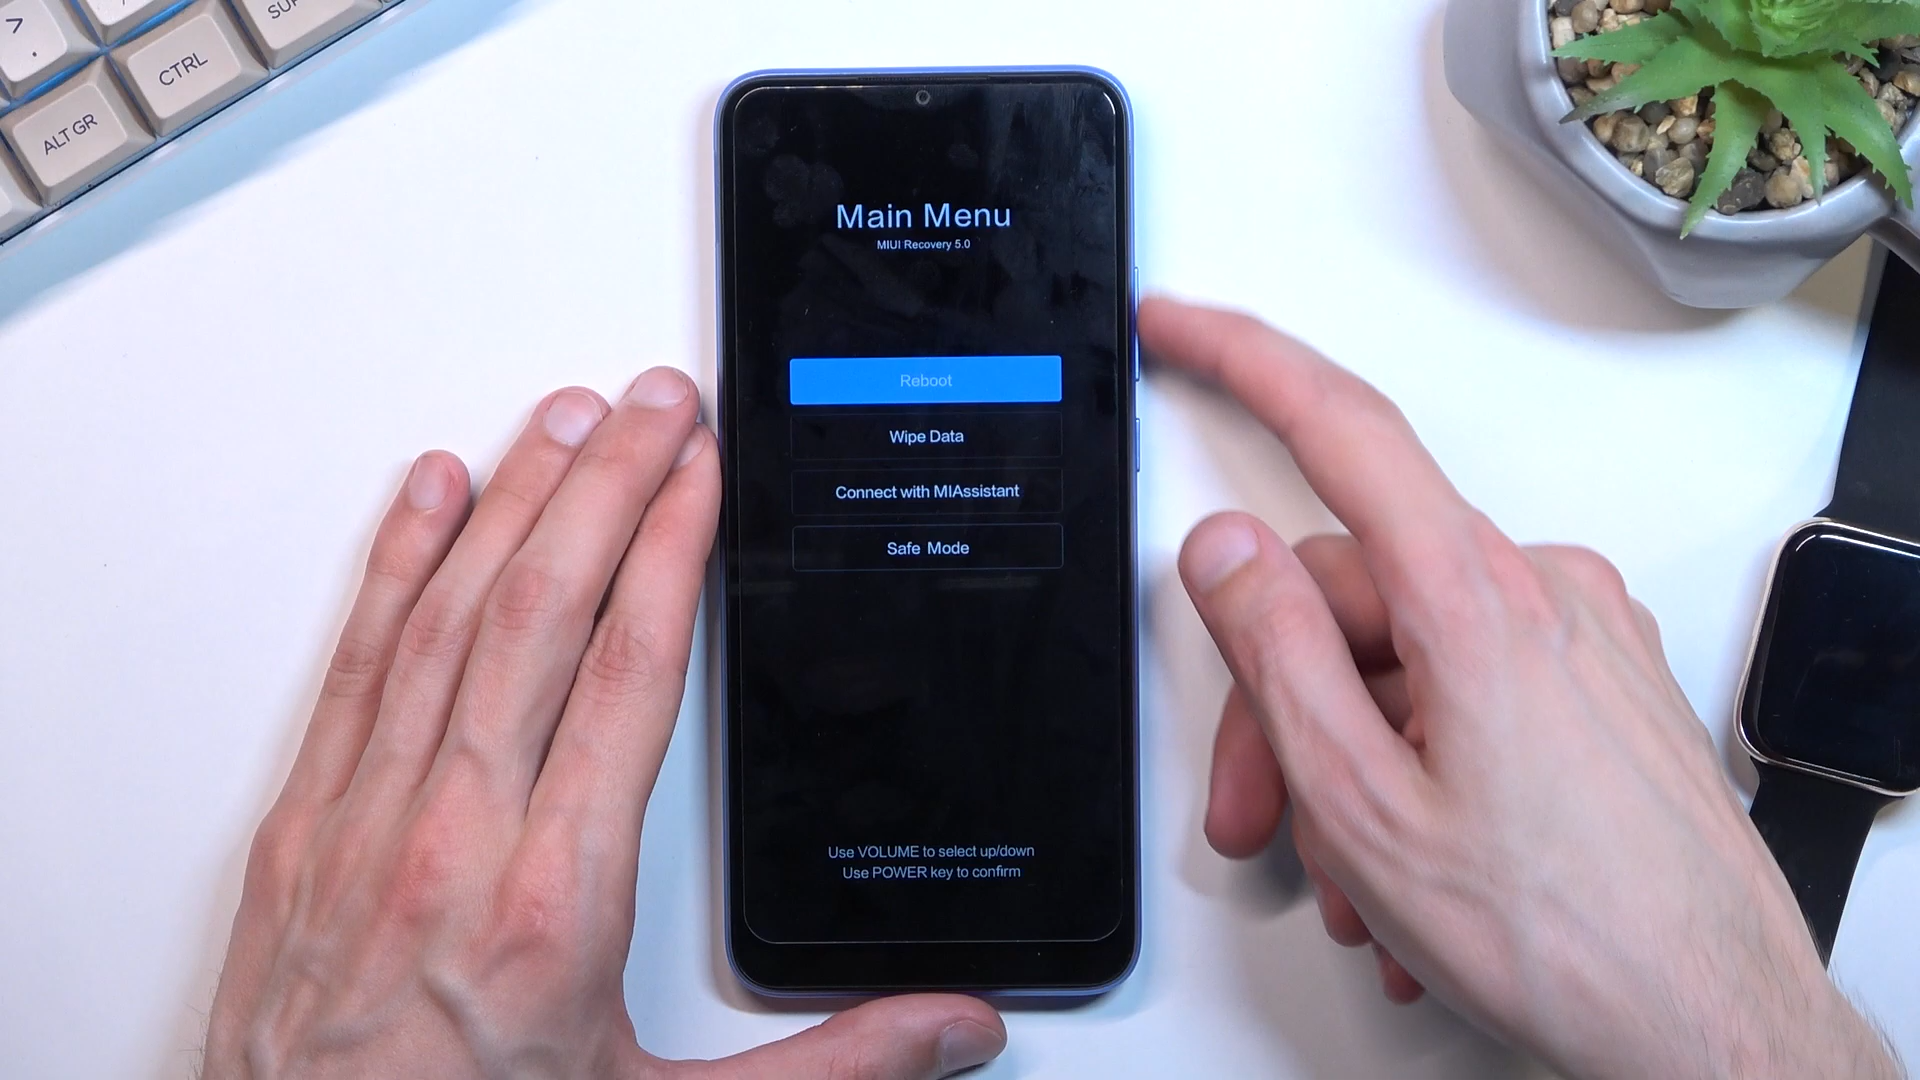 >
.
CTRL
ALT GR
Main Menu
MIUI Recovery 5.0
Reboot
Wipe Data
Connect with MIAssistant
Safe Mode
Use VOLUME to select up/down
Use POWER key to confirm